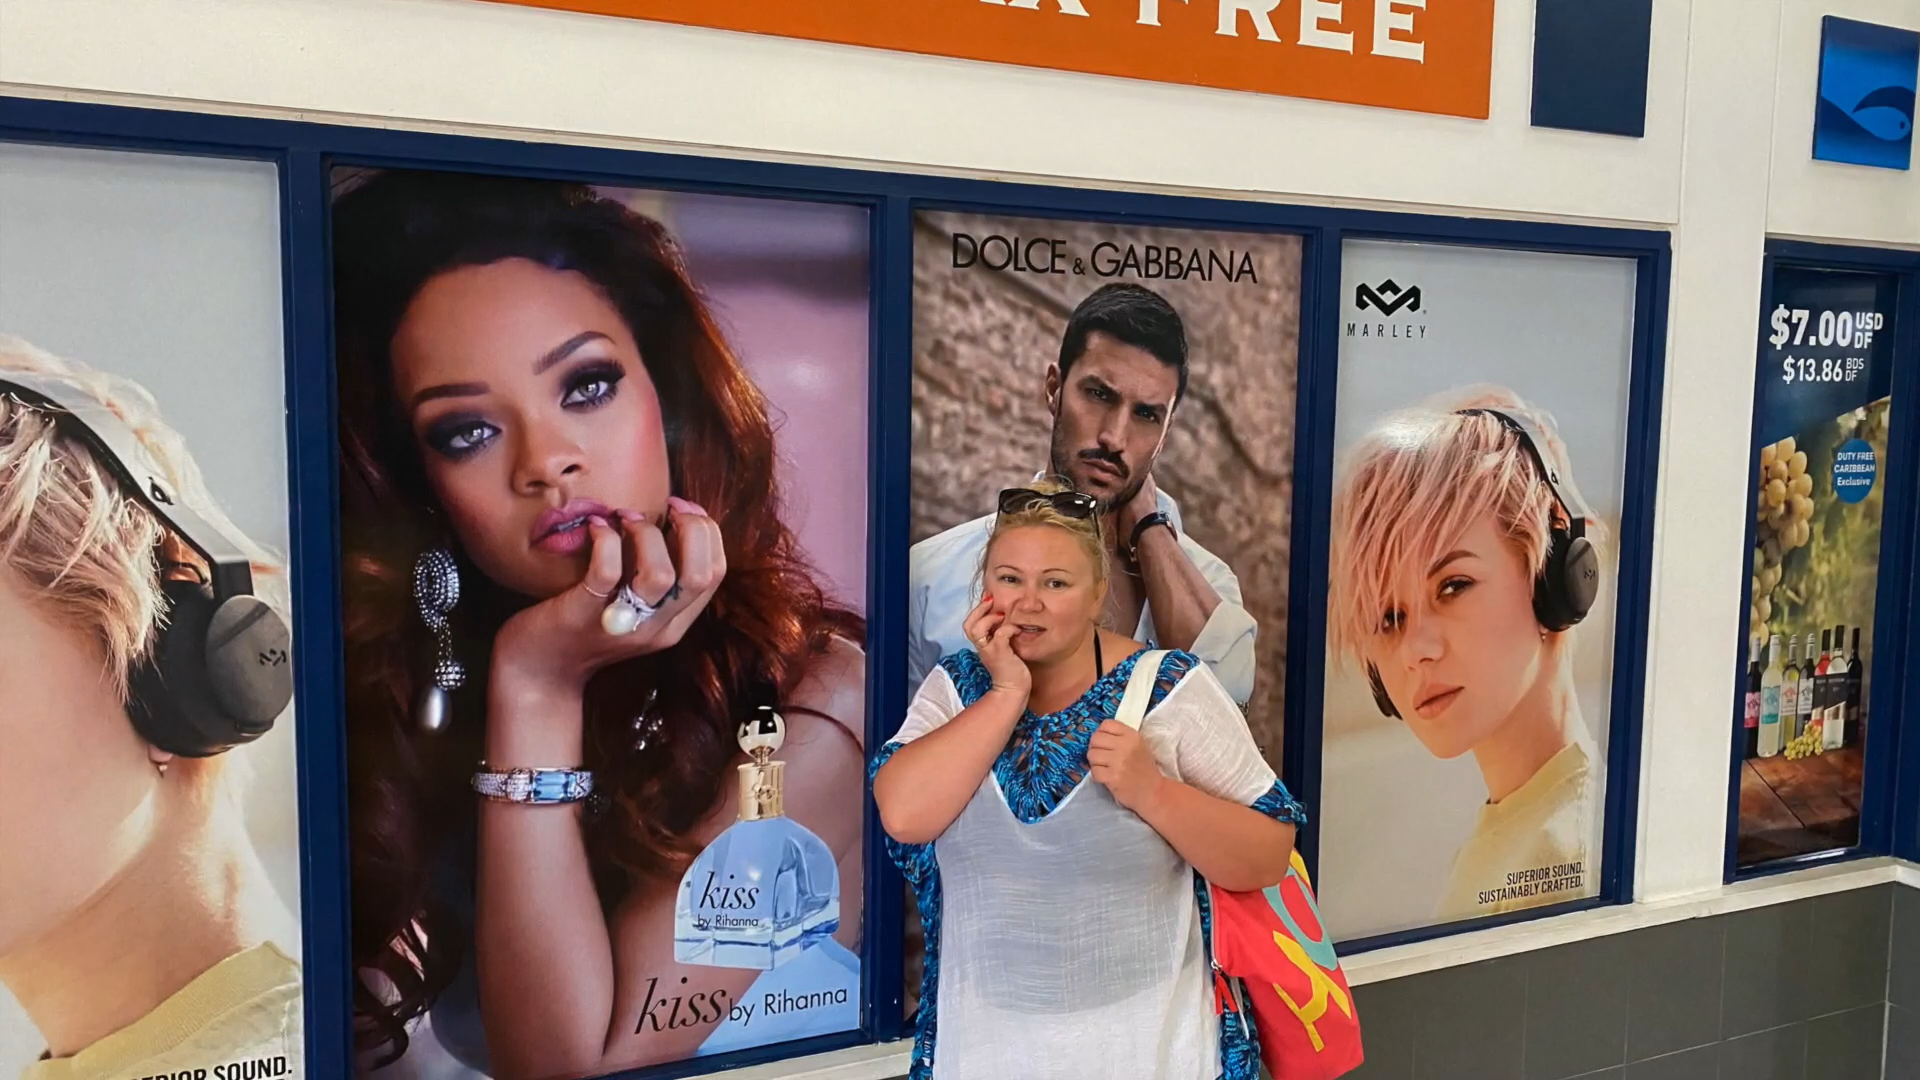 FREE
DOLCE & GABBANA
MARLEY
$7.00 USD DF
$13.86 BDS DF
DUTY FREE
CARIBBEAN
Exclusive
kiss
by Rihanna
kiss by Rihanna
SUPERIOR SOUND.
SUSTAINABLY CRAFTED.
SOUND.